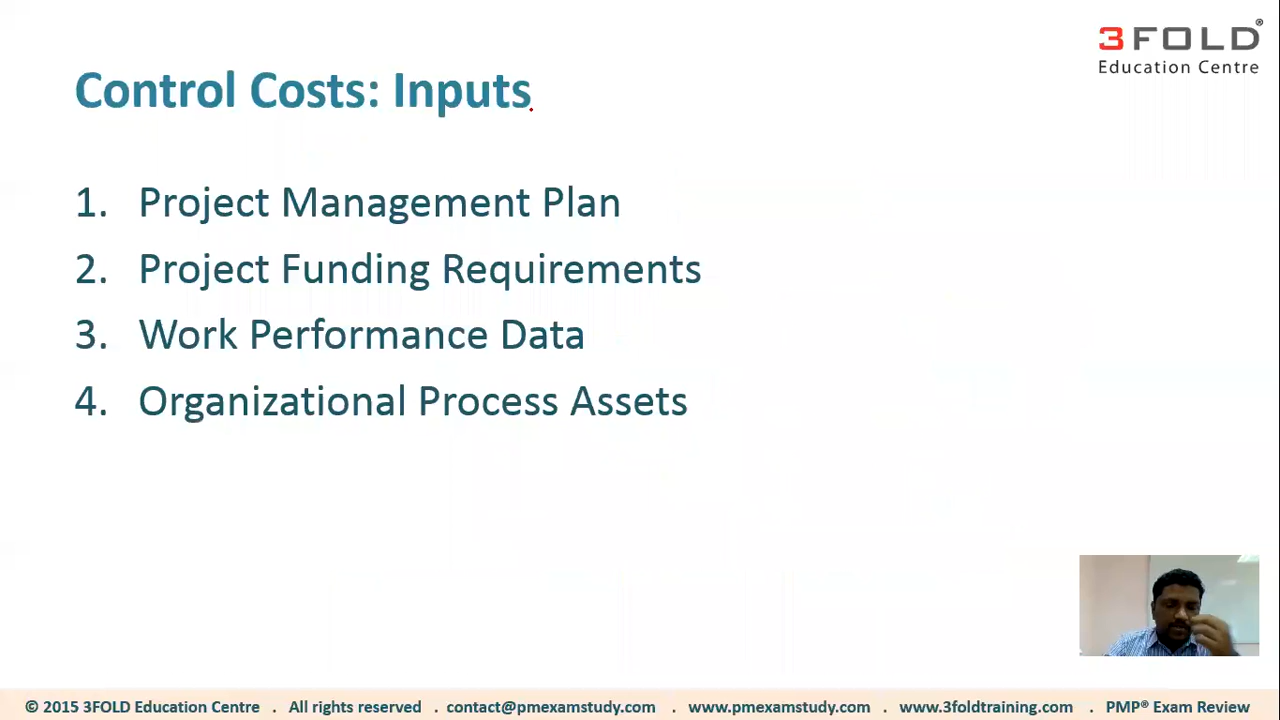 3FOLD®
Education Centre
Control Costs: Inputs
1. Project Management Plan
2. Project Funding Requirements
3. Work Performance Data
4. Organizational Process Assets
© 2015 3FOLD Education Centre . All rights reserved . contact@pmexamstudy.com . www.pmexamstudy.com . www.3foldtraining.com . PMP® Exam Review